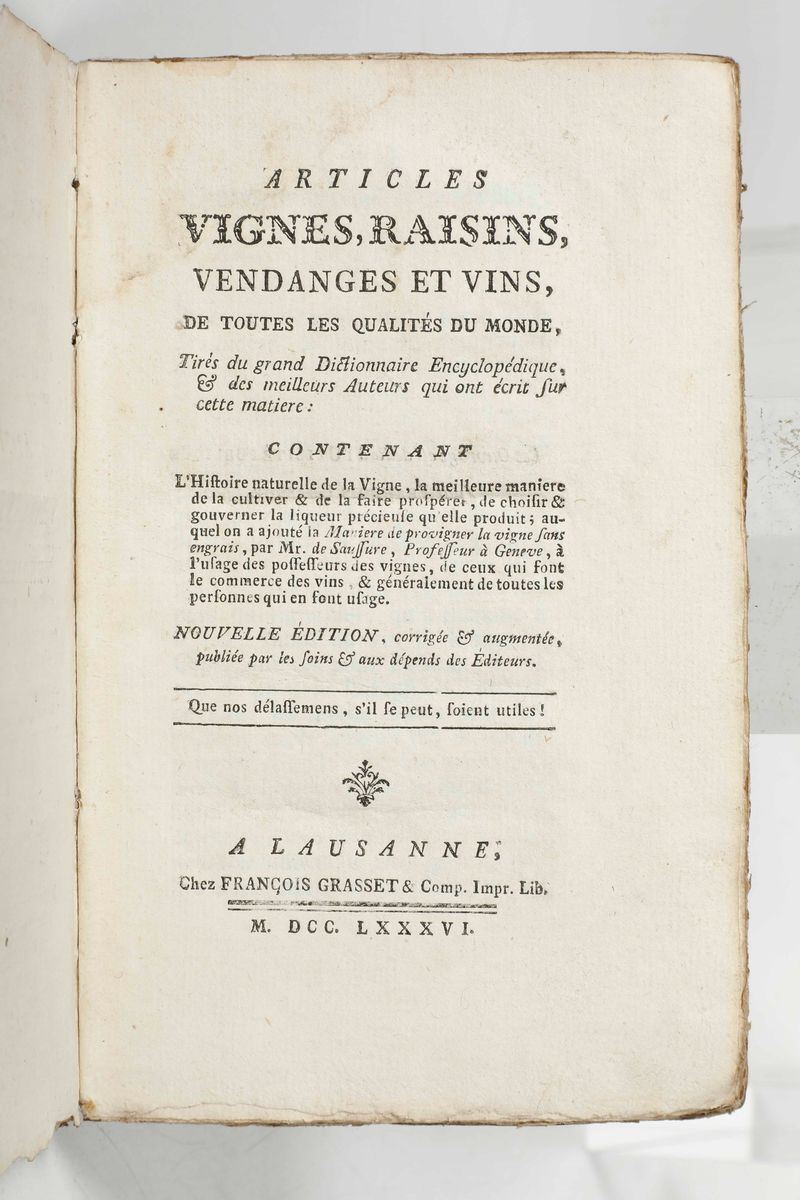 ARTICLES
VIGNES, RAISINS,
VENDANGES ET VINS,
DE TOUTES LES QUALITÉS DU MONDE,
Tirés du grand Dictionnaire Encyclopédique,
& des meilleurs Auteurs qui ont écrit ſur
cette matiere :
CONTENANT
L'Hiſtoire naturelle de la Vigne, la meilleure maniere
de la cultiver & de la faire proſpérer, de choiſir &
gouverner la liqueur précieuſe qu'elle produit; au-
quel on a ajouté la Maniere de provigner la vigne ſans
engrais, par Mr. de Sauſſure, Profeſſeur à Geneve, à
l'uſage des poſſeſſeurs des vignes, de ceux qui font
le commerce des vins, & généralement de toutes les
perſonnes qui en font uſage.
NOUVELLE ÉDITION, corrigée & augmentée,
publiée par les ſoins & aux dépends des Éditeurs.
Que nos délaſſemens, s'il ſe peut, ſoient utiles !
A LAUSANNE,
Chez FRANÇOIS GRASSET & Comp. Impr. Lib.
M. DCC. LXXXVI.